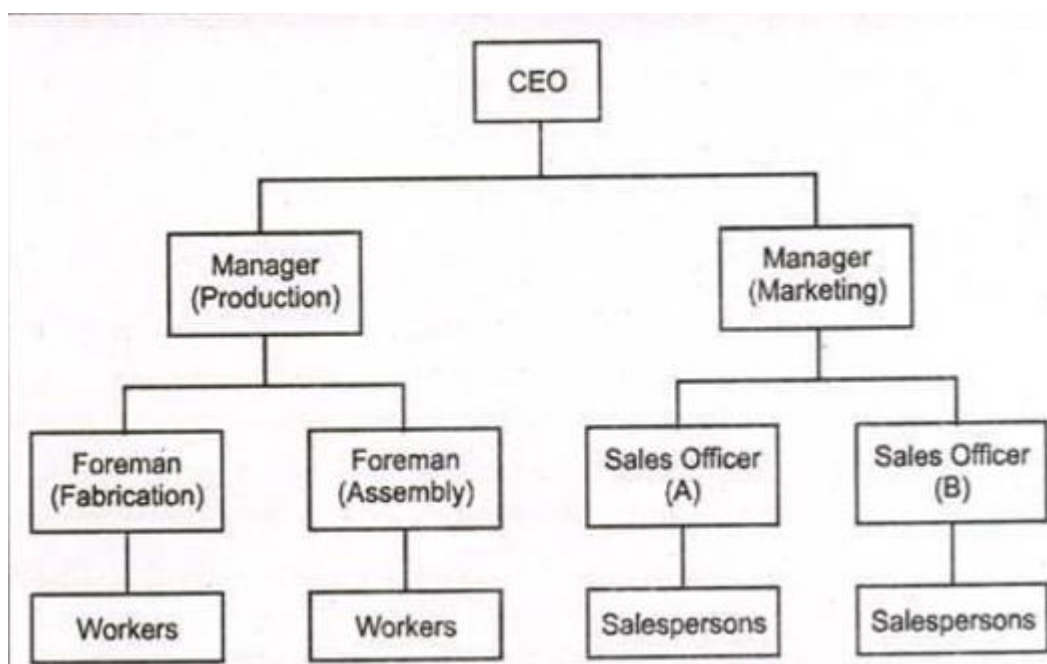 CEO
Manager
(Production)
Manager
(Marketing)
Foreman
(Fabrication)
Foreman
(Assembly)
Sales Officer
(A)
Sales Officer
(B)
Workers
Workers
Salespersons
Salespersons